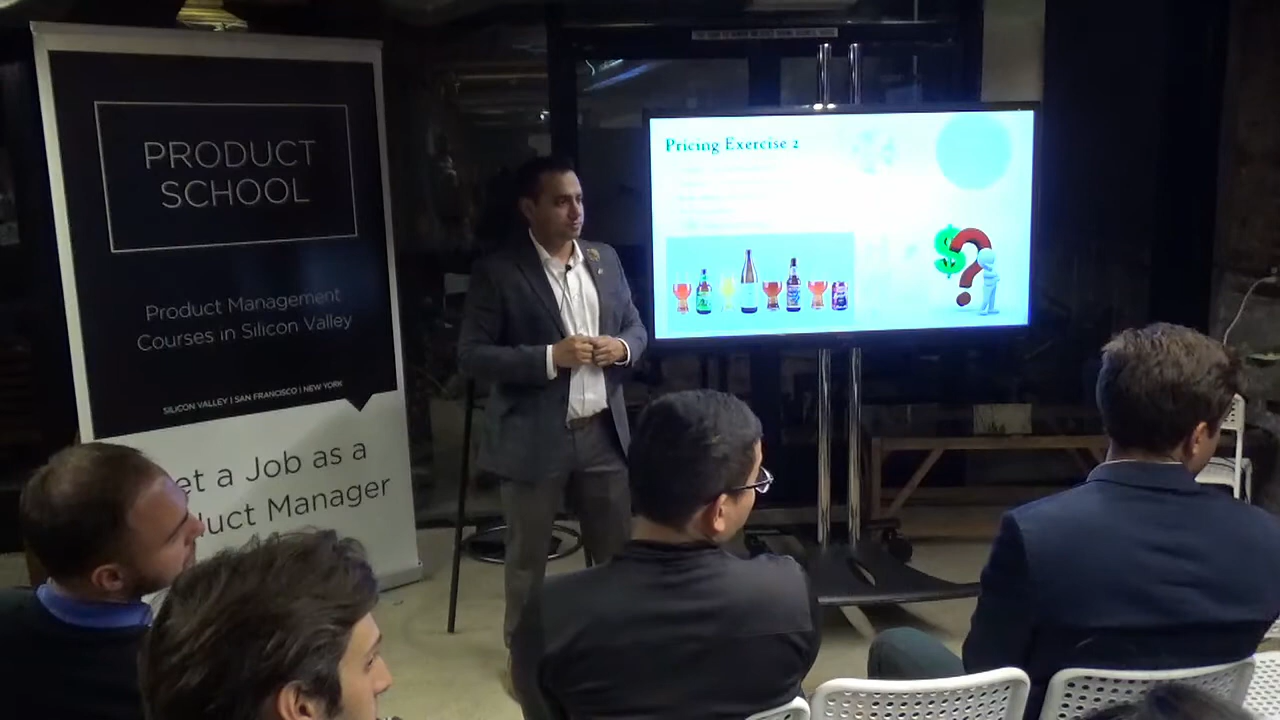 PRODUCT
SCHOOL
Product Management
Courses in Silicon Valley
SILICON VALLEY | SAN FRANCISCO | NEW YORK
et a Job as a
duct Manager
Pricing Exercise 2
$?